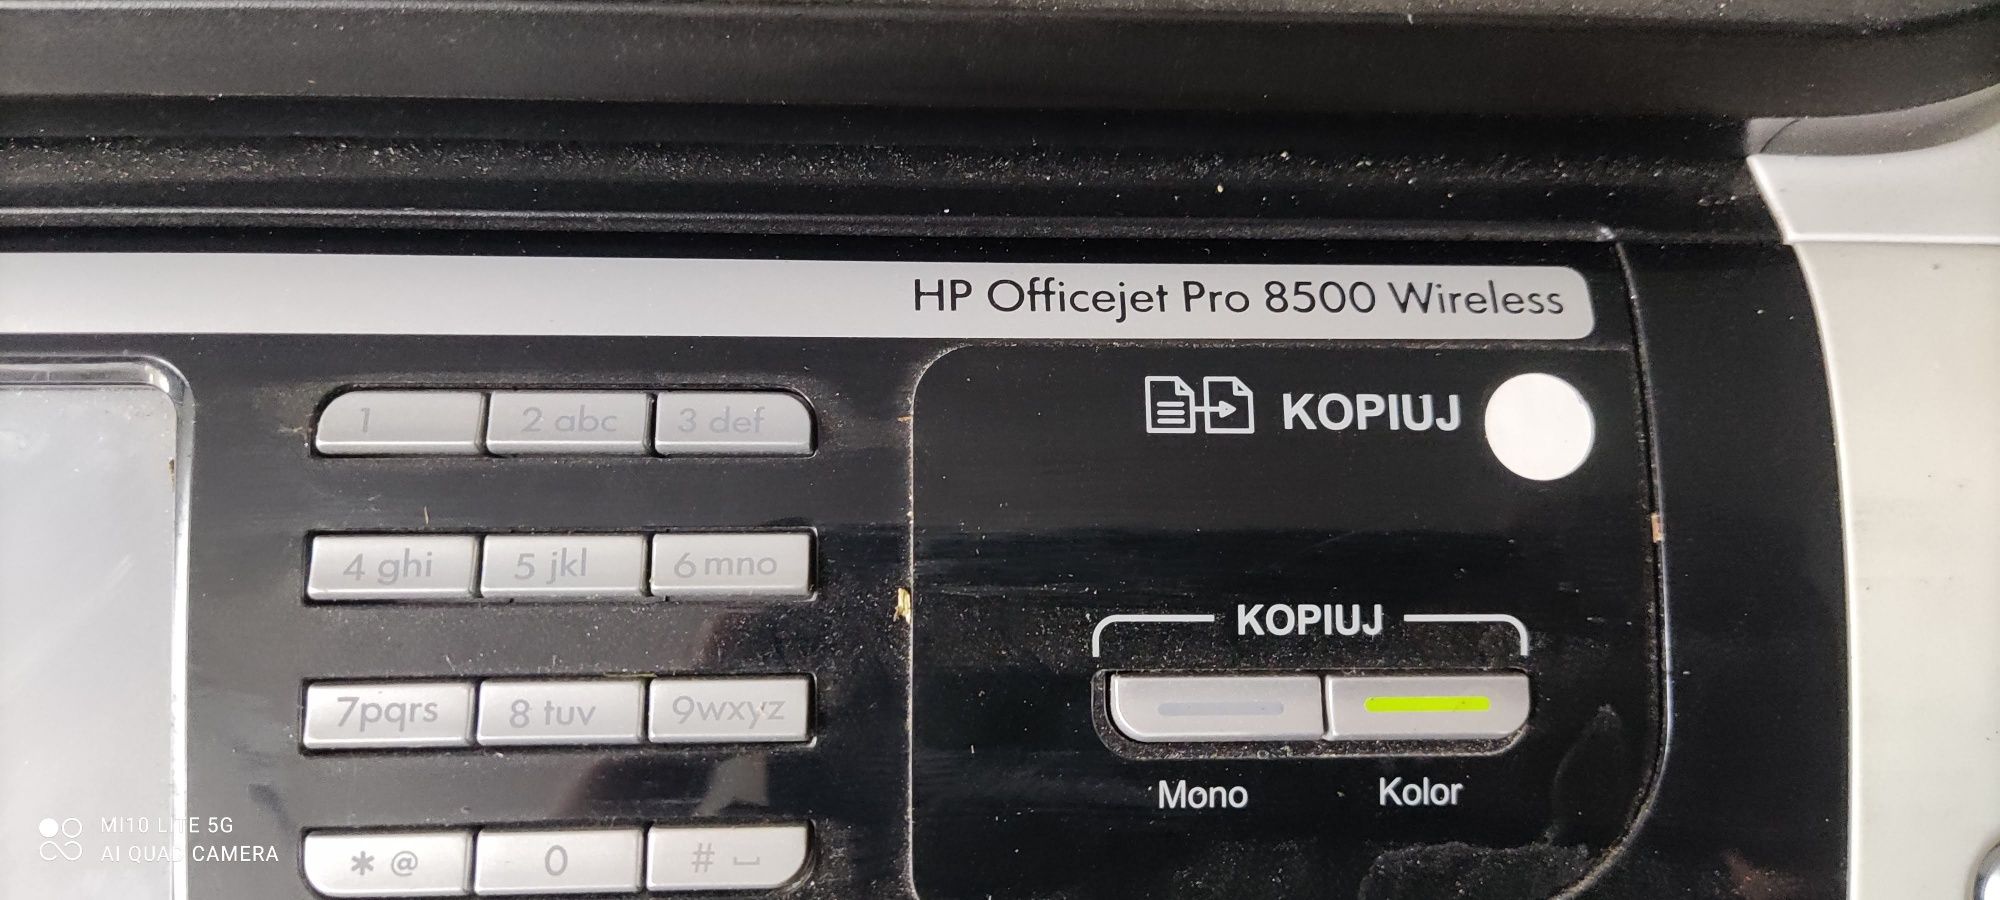 HP Officejet Pro 8500 Wireless
KOPIUJ
1
2 abc
3 def
4 ghi
5 jkl
6 mno
7pqrs
8 tuv
9wxyz
* @
0
# ⎵
KOPIUJ
Mono
Kolor
MI10 LITE 5G
AI QUAD CAMERA